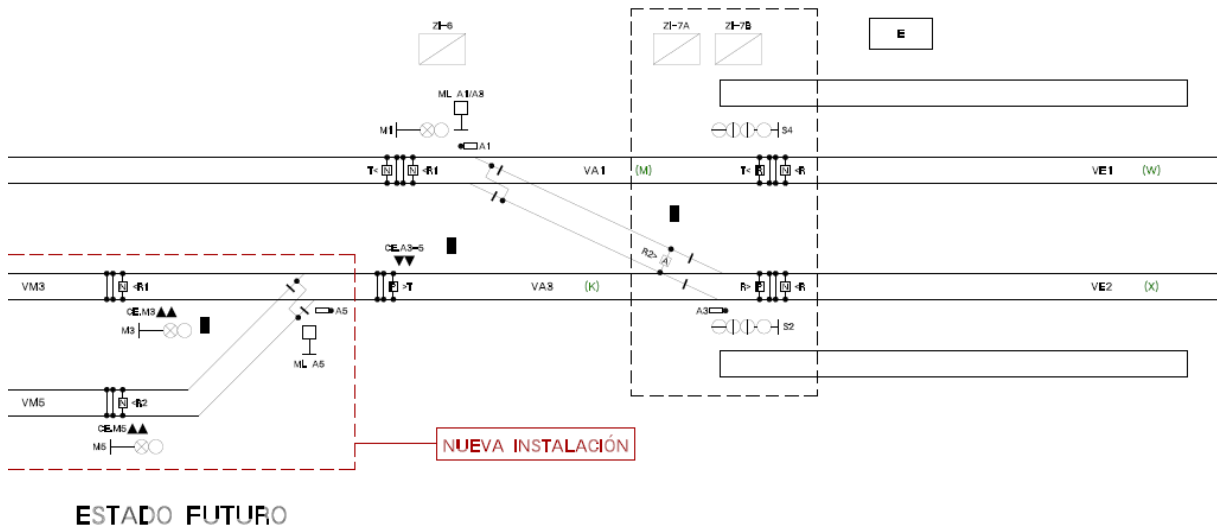 ZI-6
ZI-7A
ZI-7B
E
ML A1/A3
M1
S4
A1
T<
N
N
<R1
VA1
(M)
T<
R
N
<R
VE1
(W)
CE.A3-5
R2>
A
VM3
N
<R1
>T
VA3
(K)
R>
N
<R
VE2
(X)
CE.M3
M3
A5
A3
S2
ML A5
VM5
N
<R2
CE.M5
M5
NUEVA INSTALACIÓN
ESTADO FUTURO